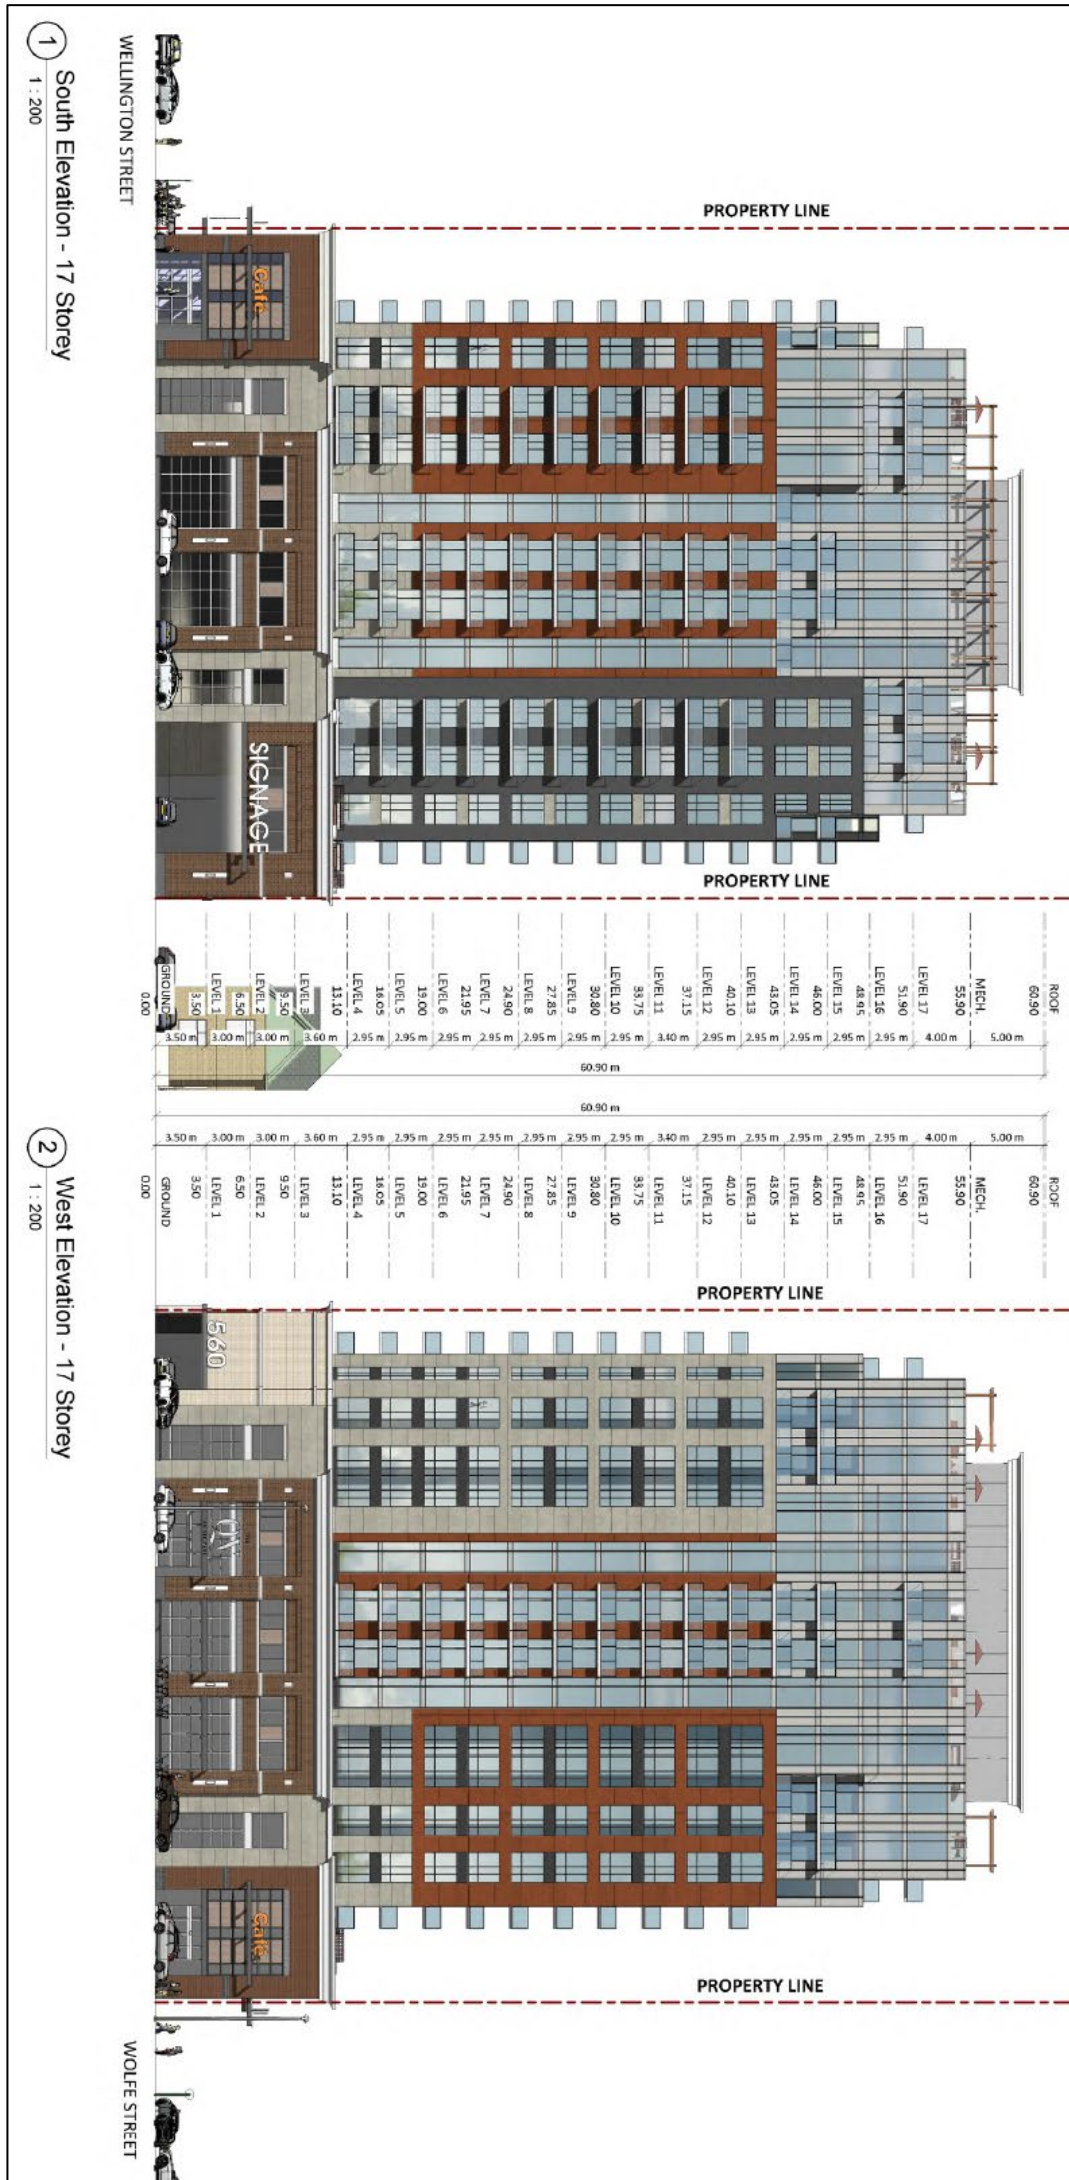 1
South Elevation - 17 Storey
1 : 200
WELLINGTON STREET
PROPERTY LINE
Café
SIGNAGE
PROPERTY LINE
ROOF
60.90
MECH.
55.90
LEVEL 17
51.90
LEVEL 16
48.95
LEVEL 15
46.00
LEVEL 14
43.05
LEVEL 13
40.10
LEVEL 12
37.15
LEVEL 11
33.75
LEVEL 10
30.80
LEVEL 9
27.85
LEVEL 8
24.90
LEVEL 7
21.95
LEVEL 6
19.00
LEVEL 5
16.05
LEVEL 4
13.10
LEVEL 3
9.50
LEVEL 2
6.50
LEVEL 1
3.50
GROUND
0.00
3.50 m
3.00 m
3.00 m
3.60 m
2.95 m
2.95 m
2.95 m
2.95 m
2.95 m
2.95 m
2.95 m
3.40 m
2.95 m
2.95 m
2.95 m
2.95 m
2.95 m
4.00 m
5.00 m
60.90 m
60.90 m
3.50 m
3.00 m
3.00 m
3.60 m
2.95 m
2.95 m
2.95 m
2.95 m
2.95 m
2.95 m
2.95 m
3.40 m
2.95 m
2.95 m
2.95 m
2.95 m
2.95 m
4.00 m
5.00 m
ROOF
60.90
MECH.
55.90
LEVEL 17
51.90
LEVEL 16
48.95
LEVEL 15
46.00
LEVEL 14
43.05
LEVEL 13
40.10
LEVEL 12
37.15
LEVEL 11
33.75
LEVEL 10
30.80
LEVEL 9
27.85
LEVEL 8
24.90
LEVEL 7
21.95
LEVEL 6
19.00
LEVEL 5
16.05
LEVEL 4
13.10
LEVEL 3
9.50
LEVEL 2
6.50
LEVEL 1
3.50
GROUND
0.00
2
West Elevation - 17 Storey
1 : 200
PROPERTY LINE
560
Café
PROPERTY LINE
WOLFE STREET